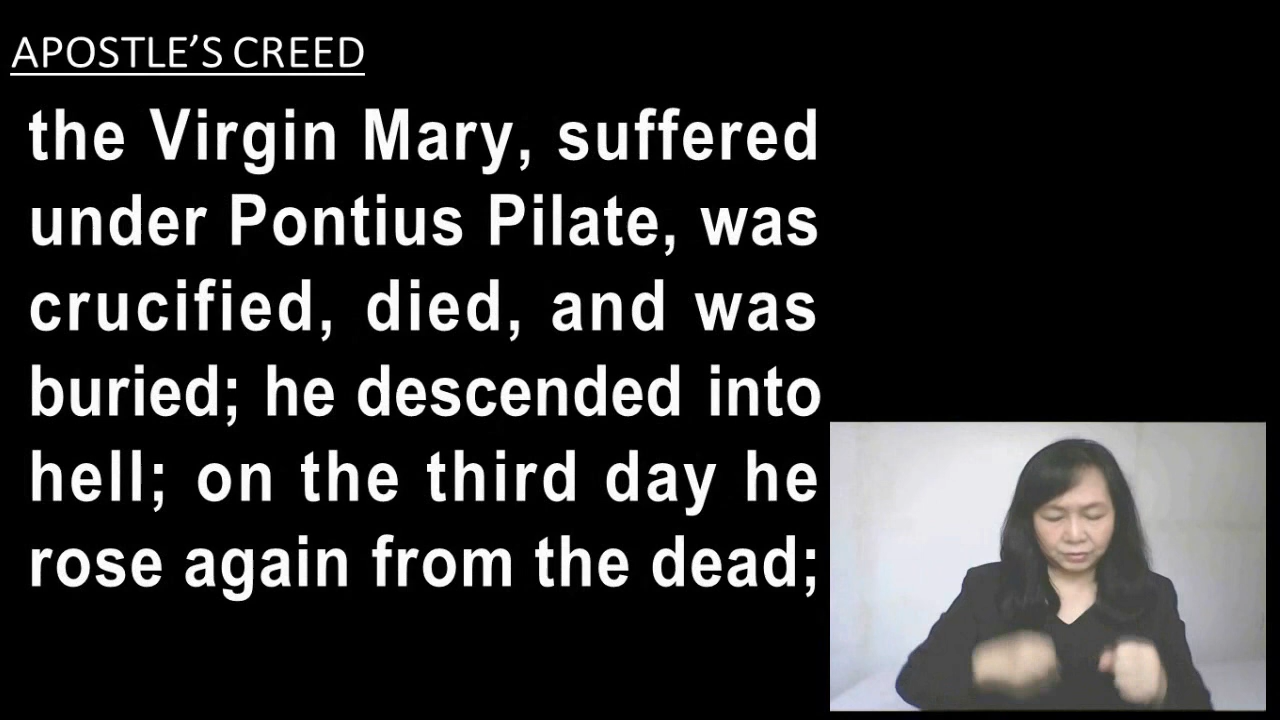 APOSTLE’S CREED
the Virgin Mary, suffered
under Pontius Pilate, was
crucified, died, and was
buried; he descended into
hell; on the third day he
rose again from the dead;